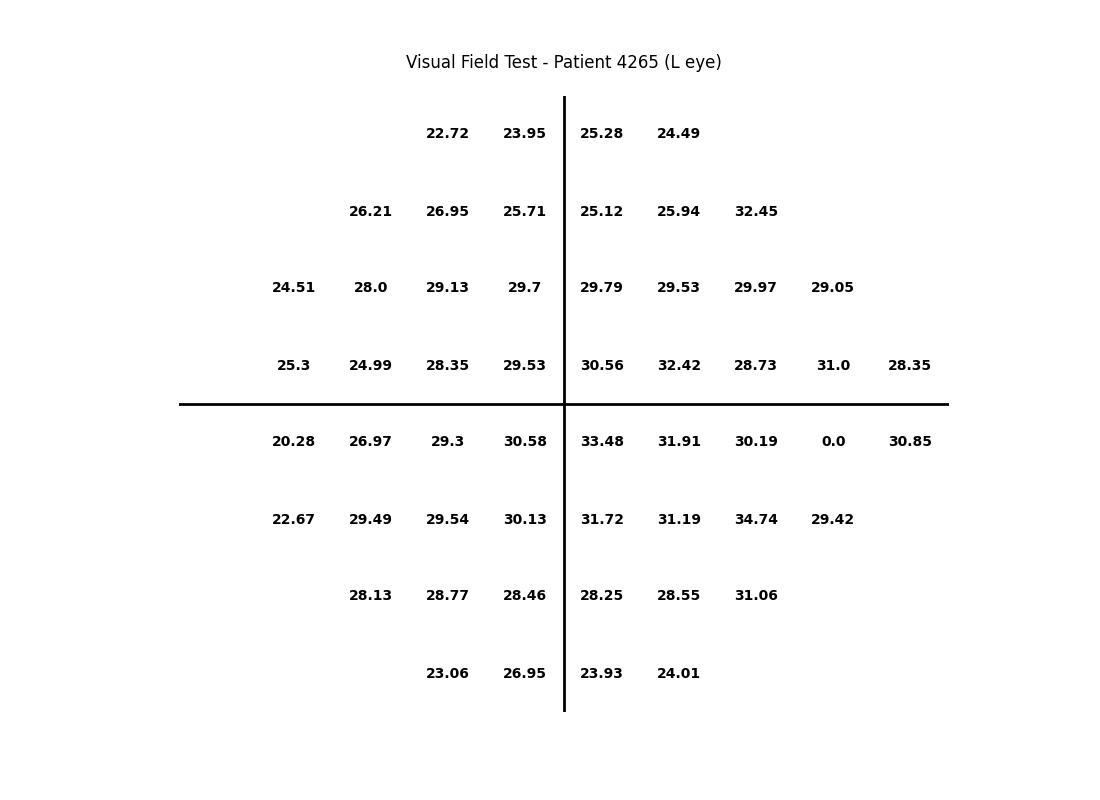 Visual Field Test - Patient 4265 (L eye)
22.72 23.95 25.28 24.49
26.21 26.95 25.71 25.12 25.94 32.45
24.51 28.0 29.13 29.7 29.79 29.53 29.97 29.05
25.3 24.99 28.35 29.53 30.56 32.42 28.73 31.0 28.35
20.28 26.97 29.3 30.58 33.48 31.91 30.19 0.0 30.85
22.67 29.49 29.54 30.13 31.72 31.19 34.74 29.42
28.13 28.77 28.46 28.25 28.55 31.06
23.06 26.95 23.93 24.01